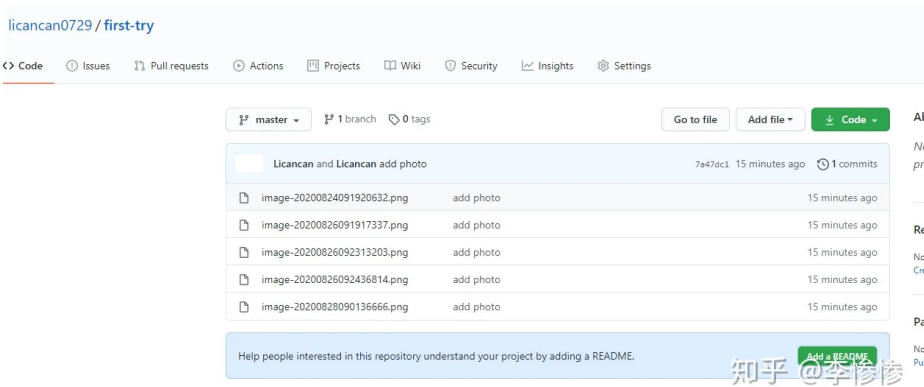 licancan0729 / first-try
Code Issues Pull requests Actions Projects Wiki Security Insights Settings
master 1 branch 0 tags Go to file Add file Code
Licancan and Licancan add photo 7a47dc1 15 minutes ago 1 commits
image-20200824091920632.png add photo 15 minutes ago
image-20200826091917337.png add photo 15 minutes ago
image-20200826092313203.png add photo 15 minutes ago
image-20200826092436814.png add photo 15 minutes ago
image-20200828090136666.png add photo 15 minutes ago
Help people interested in this repository understand your project by adding a README. Add a README
知乎 @李惨惨